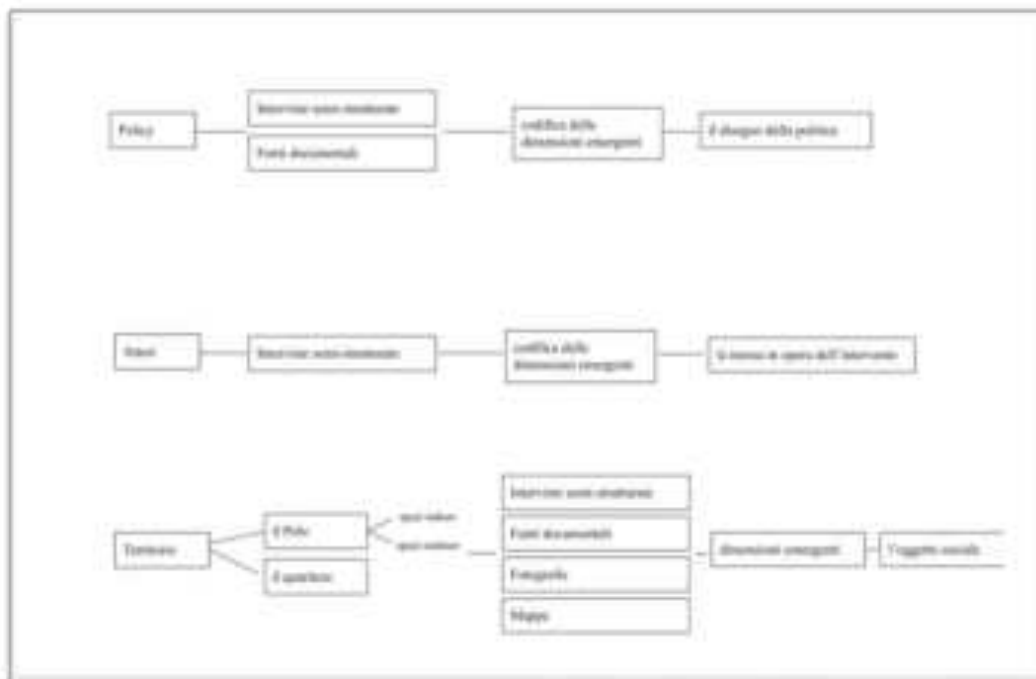 Policy
Interviste semi-strutturate
Fonti documentali
codifica delle
dimensioni emergenti
il disegno della politica
Attori
Interviste semi-strutturate
codifica delle
dimensioni emergenti
la messa in opera dell'intervento
Territorio
il Polo
il quartiere
Interviste semi-strutturate
Fonti documentali
Fotografie
Mappe
dimensioni emergenti
l'oggetto sociale